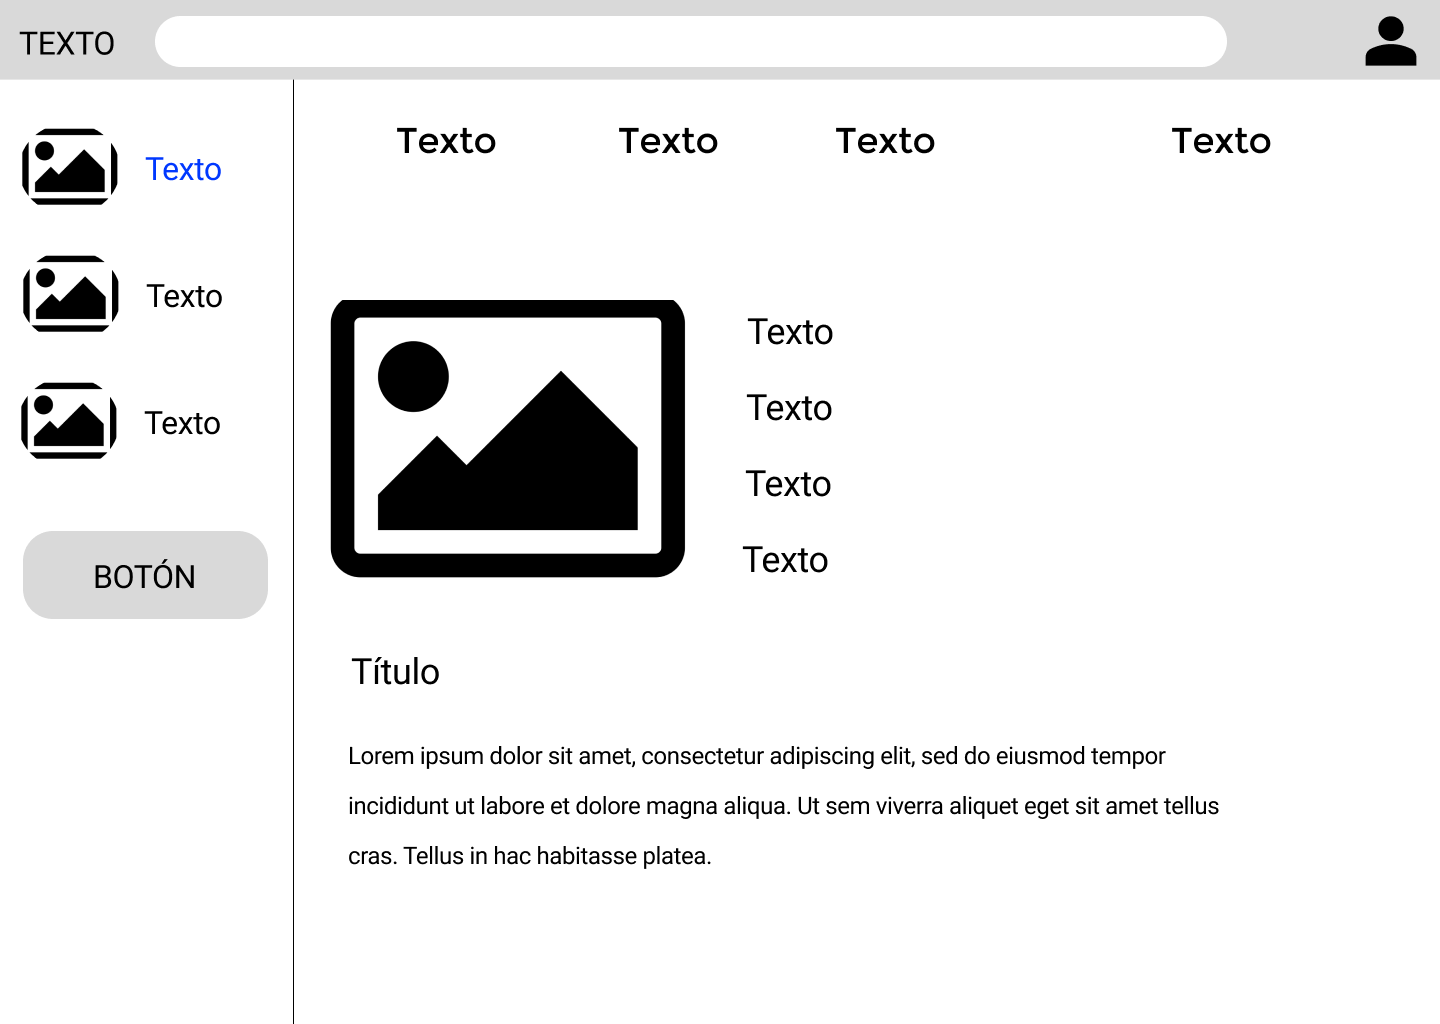 TEXTO
Texto
Texto
Texto
BOTÓN
Texto Texto Texto Texto
Texto
Texto
Texto
Texto
Título
Lorem ipsum dolor sit amet, consectetur adipiscing elit, sed do eiusmod tempor
incididunt ut labore et dolore magna aliqua. Ut sem viverra aliquet eget sit amet tellus
cras. Tellus in hac habitasse platea.